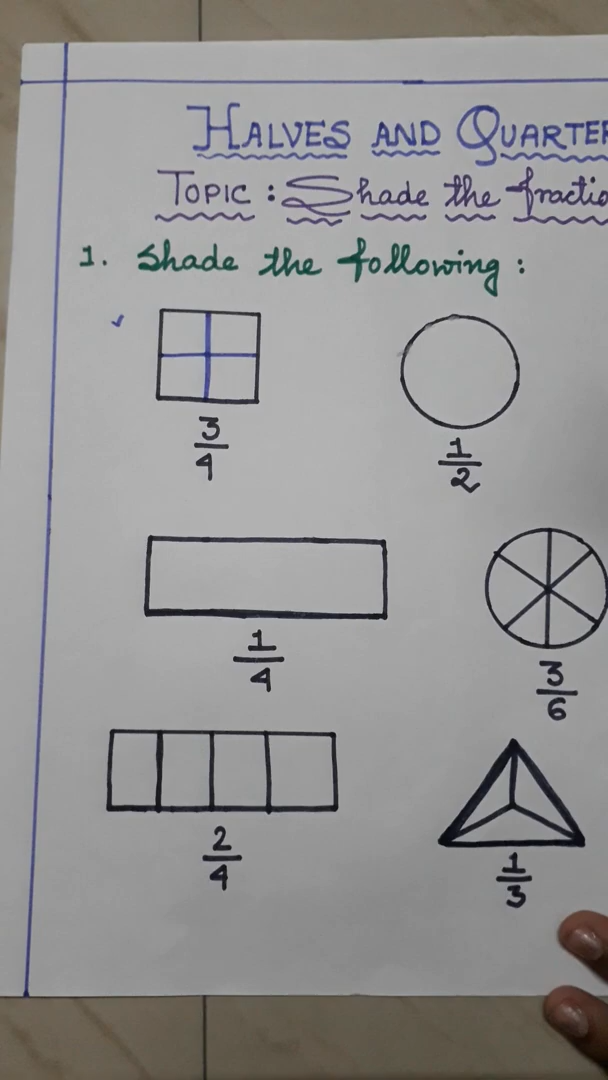 HALVES AND QUARTER
TOPIC : Shade the fractio
1. Shade the following :
3/4
1/2
1/4
3/6
2/4
1/3